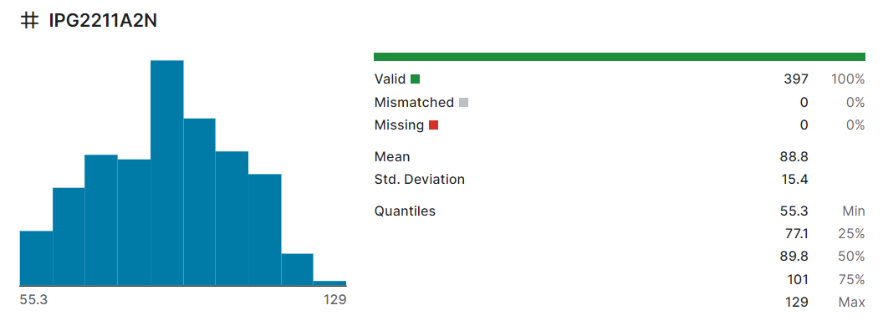 # IPG2211A2N
Valid 397 100%
Mismatched 0 0%
Missing 0 0%
Mean 88.8
Std. Deviation 15.4
Quantiles 55.3 Min
77.1 25%
89.8 50%
101 75%
129 Max
55.3 129